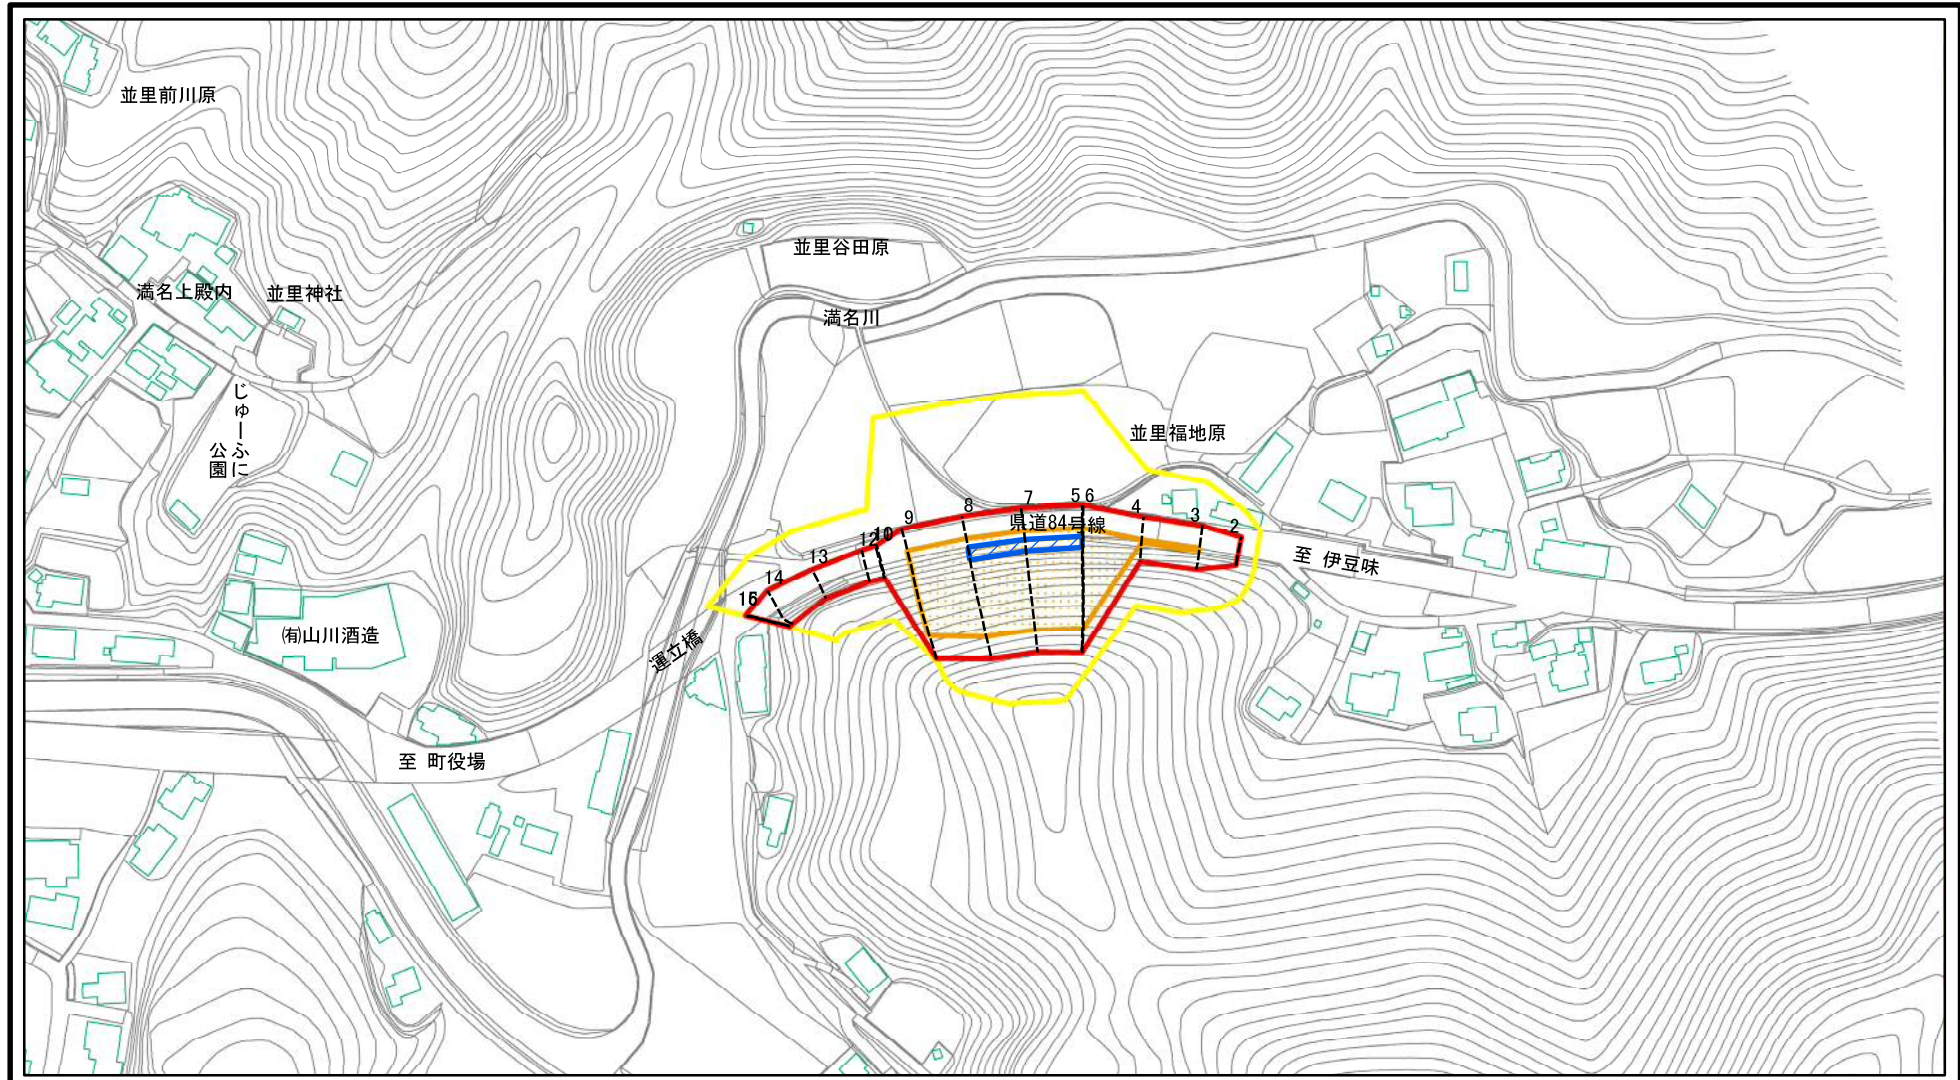 並里前川原
並里谷田原
満名上殿内
並里神社
満名川
じゅーふに
公園
並里福地原
5 6
7
8
4
9
3
県道84号線
2
10
12
13
至 伊豆味
14
16
㈲山川酒造
運立橋
至 町役場